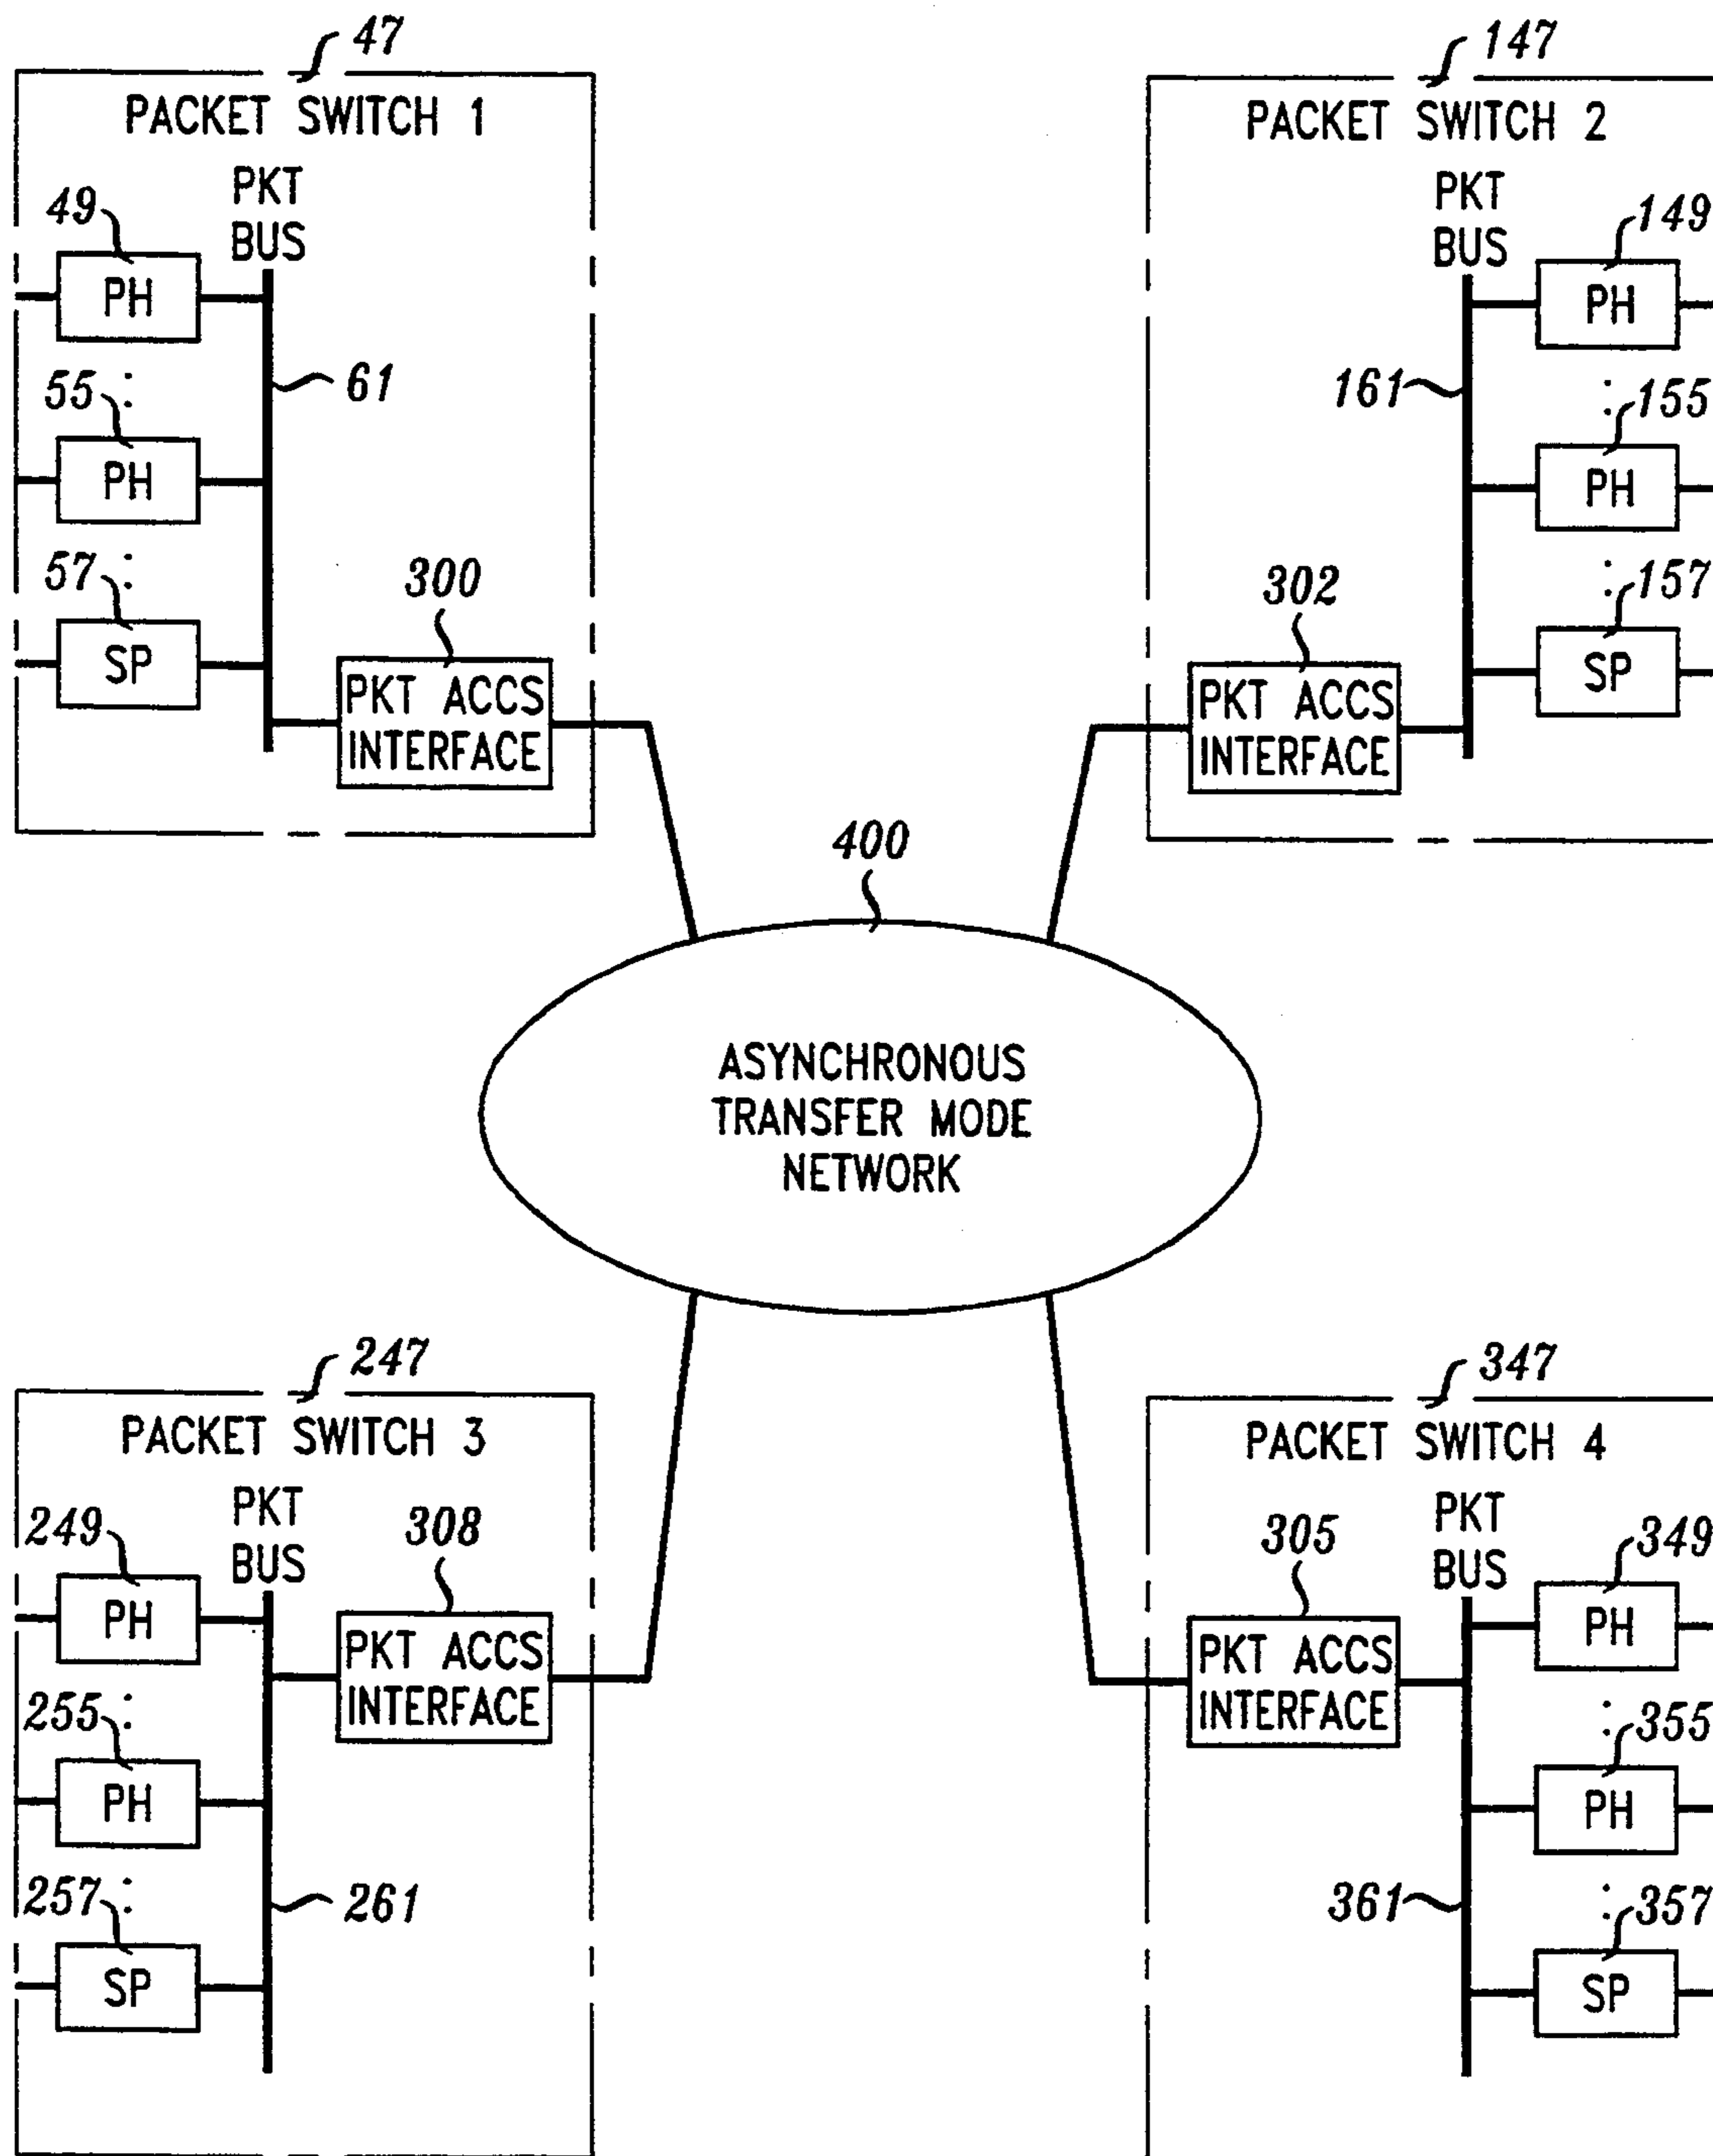 47
PACKET SWITCH 1
PKT
BUS
49
PH
61
55
PH
57
SP
300
PKT ACCS
INTERFACE
147
PACKET SWITCH 2
PKT
BUS
149
PH
161
155
PH
157
SP
302
PKT ACCS
INTERFACE
400
ASYNCHRONOUS
TRANSFER MODE
NETWORK
247
PACKET SWITCH 3
PKT
BUS
249
PH
308
PKT ACCS
INTERFACE
255
PH
257
SP
261
347
PACKET SWITCH 4
PKT
BUS
305
PKT ACCS
INTERFACE
349
PH
355
PH
361
357
SP